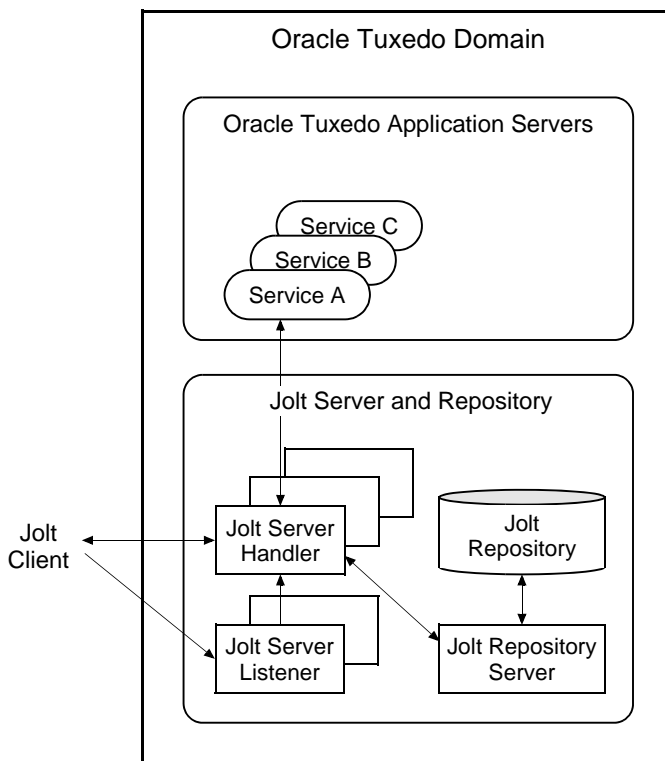 Oracle Tuxedo Domain
Oracle Tuxedo Application Servers
Service C
Service B
Service A
Jolt Server and Repository
Jolt
Client
Jolt Server
Handler
Jolt
Repository
Jolt Server
Listener
Jolt Repository
Server